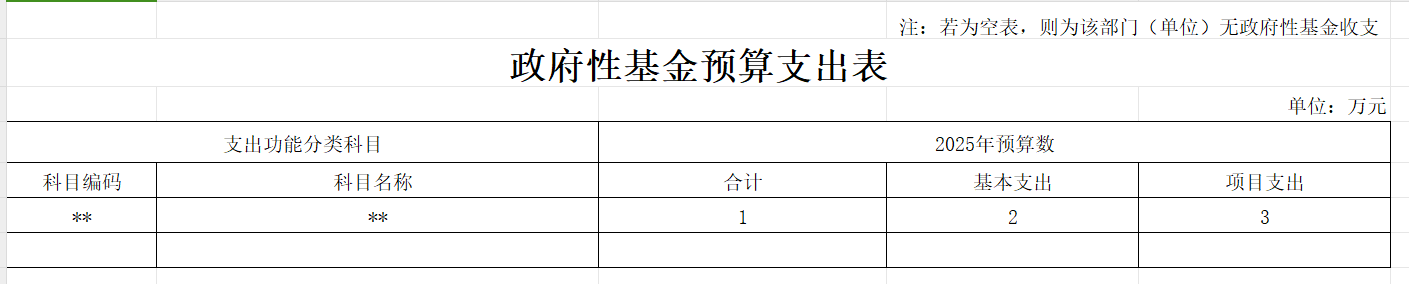 注：若为空表，则为该部门（单位）无政府性基金收支
政府性基金预算支出表
单位：万元
支出功能分类科目 2025年预算数
科目编码 科目名称 合计 基本支出 项目支出
** ** 1 2 3